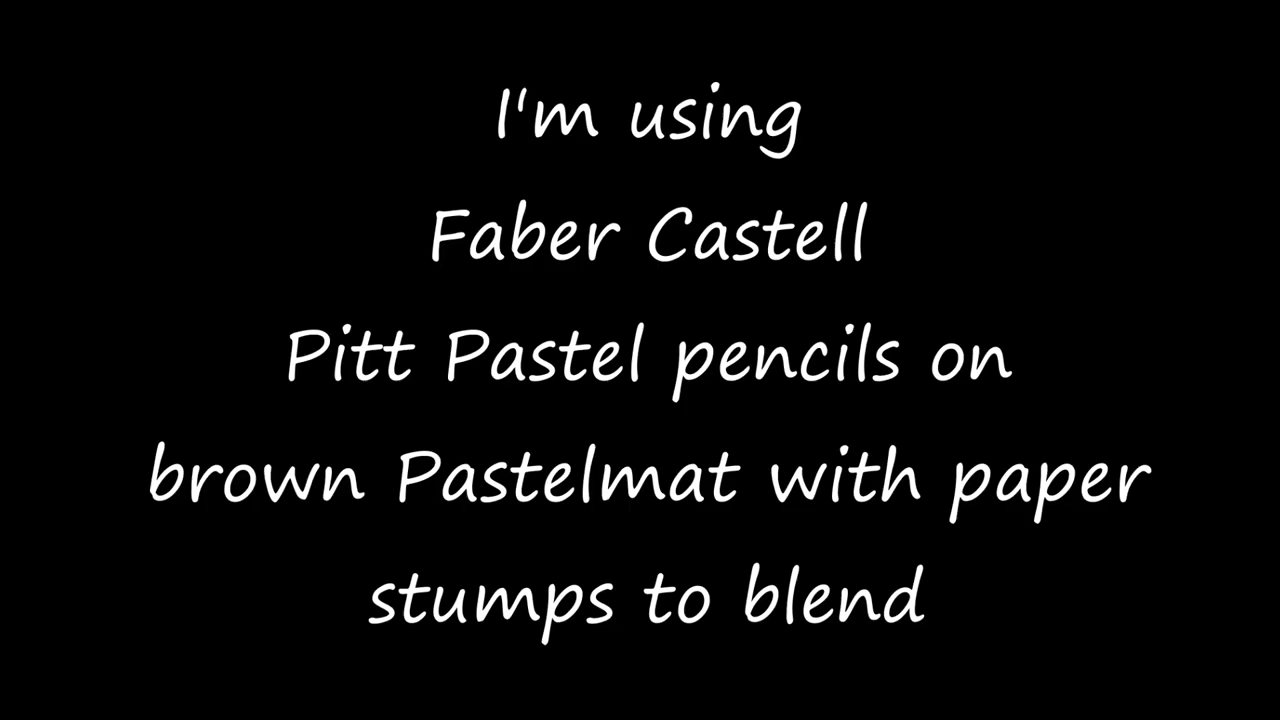 I'm using
Faber Castell
Pitt Pastel pencils on
brown Pastelmat with paper
stumps to blend